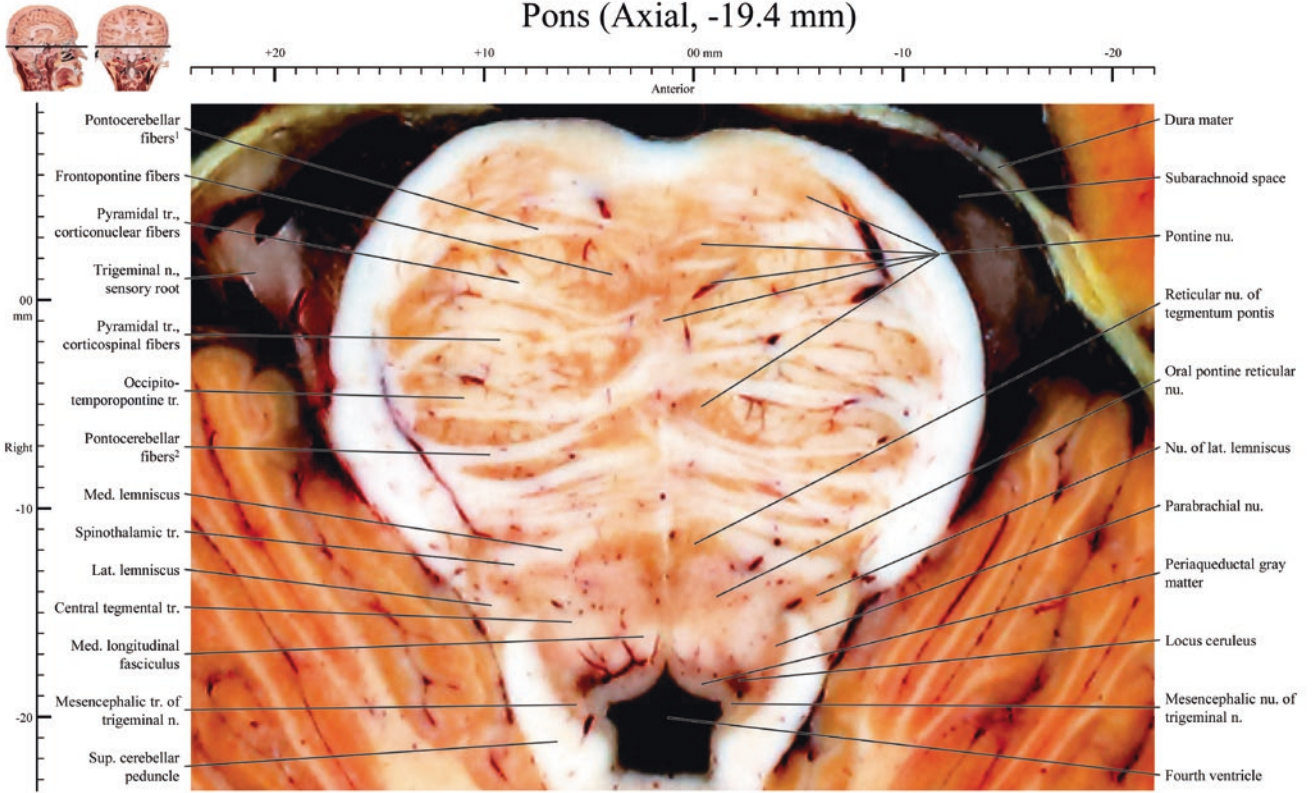 Pons (Axial, -19.4 mm)
+20
+10
00 mm
-10
-20
Anterior
00
mm
Right
-10
-20
Pontocerebellar
fibers¹
Frontopontine fibers
Pyramidal tr.,
corticonuclear fibers
Trigeminal n.,
sensory root
Pyramidal tr.,
corticospinal fibers
Occipito-
temporopontine tr.
Pontocerebellar
fibers²
Med. lemniscus
Spinothalamic tr.
Lat. lemniscus
Central tegmental tr.
Med. longitudinal
fasciculus
Mesencephalic tr. of
trigeminal n.
Sup. cerebellar
peduncle
Dura mater
Subarachnoid space
Pontine nu.
Reticular nu. of
tegmentum pontis
Oral pontine reticular
nu.
Nu. of lat. lemniscus
Parabrachial nu.
Periaqueductal gray
matter
Locus ceruleus
Mesencephalic nu. of
trigeminal n.
Fourth ventricle